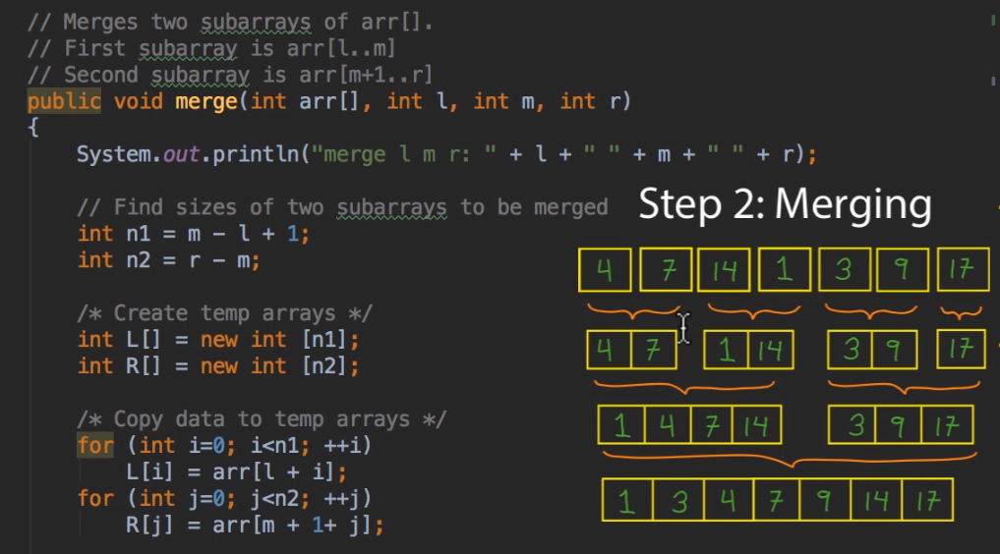 // Merges two subarrays of arr[].
// First subarray is arr[l..m]
// Second subarray is arr[m+1..r]
public void merge(int arr[], int l, int m, int r)
{
System.out.println("merge l m r: " + l + " " + m + " " + r);
// Find sizes of two subarrays to be merged
int n1 = m - l + 1;
int n2 = r - m;
/* Create temp arrays */
int L[] = new int [n1];
int R[] = new int [n2];
/* Copy data to temp arrays */
for (int i=0; i<n1; ++i)
L[i] = arr[l + i];
for (int j=0; j<n2; ++j)
R[j] = arr[m + 1+ j];
Step 2: Merging
4 7 14 1 3 9 17
4 7 1 14 3 9 17
1 4 7 14 3 9 17
1 3 4 7 9 14 17